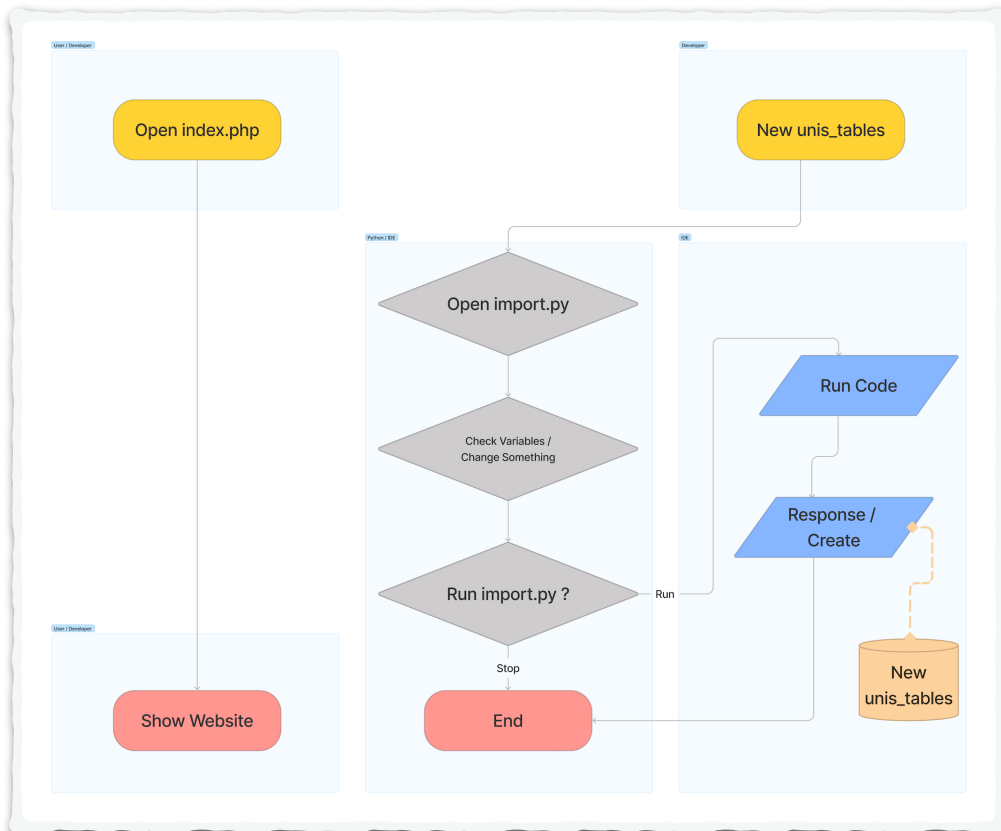 User / Developer
Developer
Open index.php
New unis_tables
Python / IDE
IDE
Open import.py
Run Code
Check Variables /
Change Something
Response /
Create
Run import.py ?
Run
Stop
User / Developer
New
unis_tables
Show Website
End